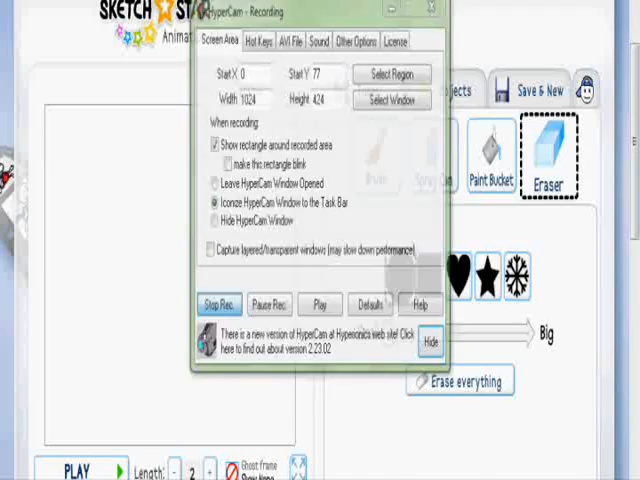 SKETCH STAR
Animat
HyperCam - Recording
Screen Area Hot Keys AVI File Sound Other Options License
Start X 0 Start Y 77 Select Region
Width 1024 Height 424 Select Window
When recording:
Show rectangle around recorded area
make this rectangle blink
Leave HyperCam Window Opened
Iconize HyperCam Window to the Task Bar
Hide HyperCam Window
Capture layered/transparent windows (may slow down performance)
Stop Rec. Pause Rec. Play Defaults Help
There is a new version of HyperCam at Hyperionics web site! Click
here to find out about version 2.23.02
Hide
jects Save & New
Paint Bucket Eraser
Big
Erase everything
PLAY Length: - 2 + Ghost frame
Show None